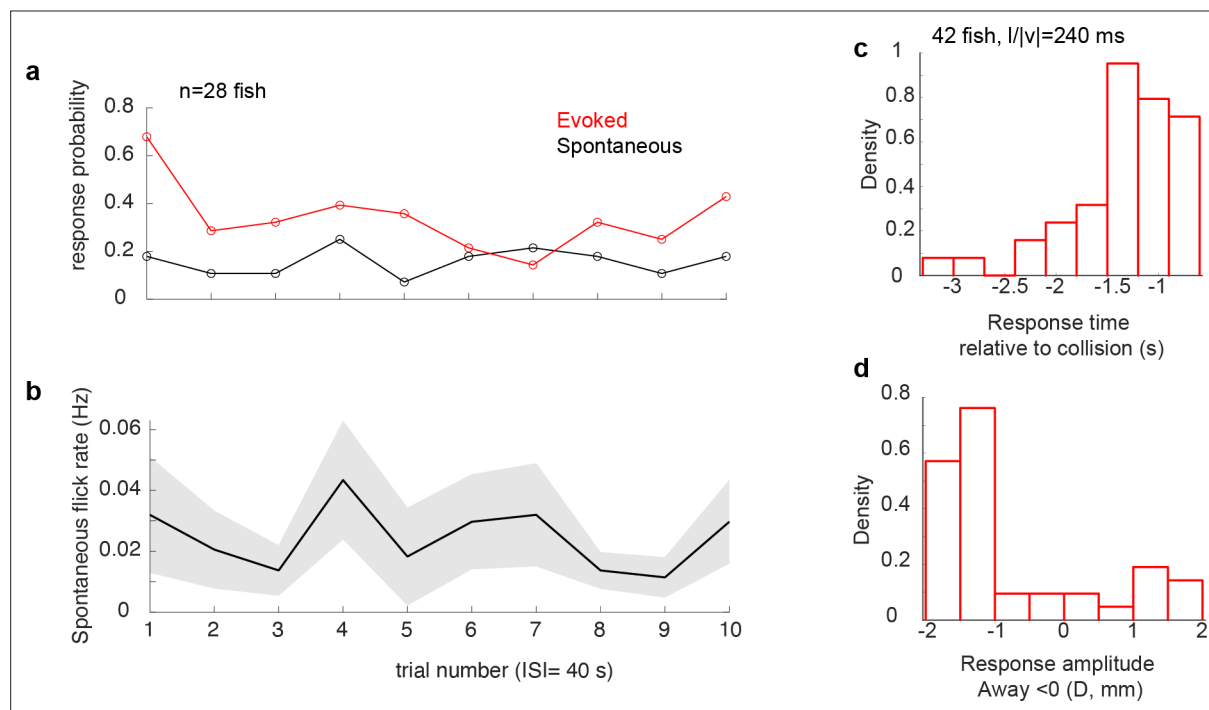 a
n=28 fish
Evoked
Spontaneous
response probability
0.8
0.6
0.4
0.2
0
b
Spontaneous flick rate (Hz)
0.06
0.04
0.02
0
1 2 3 4 5 6 7 8 9 10
trial number (ISI= 40 s)
c
42 fish, l/|v|=240 ms
Density
1
0.8
0.6
0.4
0.2
0
-3 -2.5 -2 -1.5 -1
Response time
relative to collision (s)
d
Density
0.8
0.6
0.4
0.2
0
-2 -1 0 1 2
Response amplitude
Away <0 (D, mm)